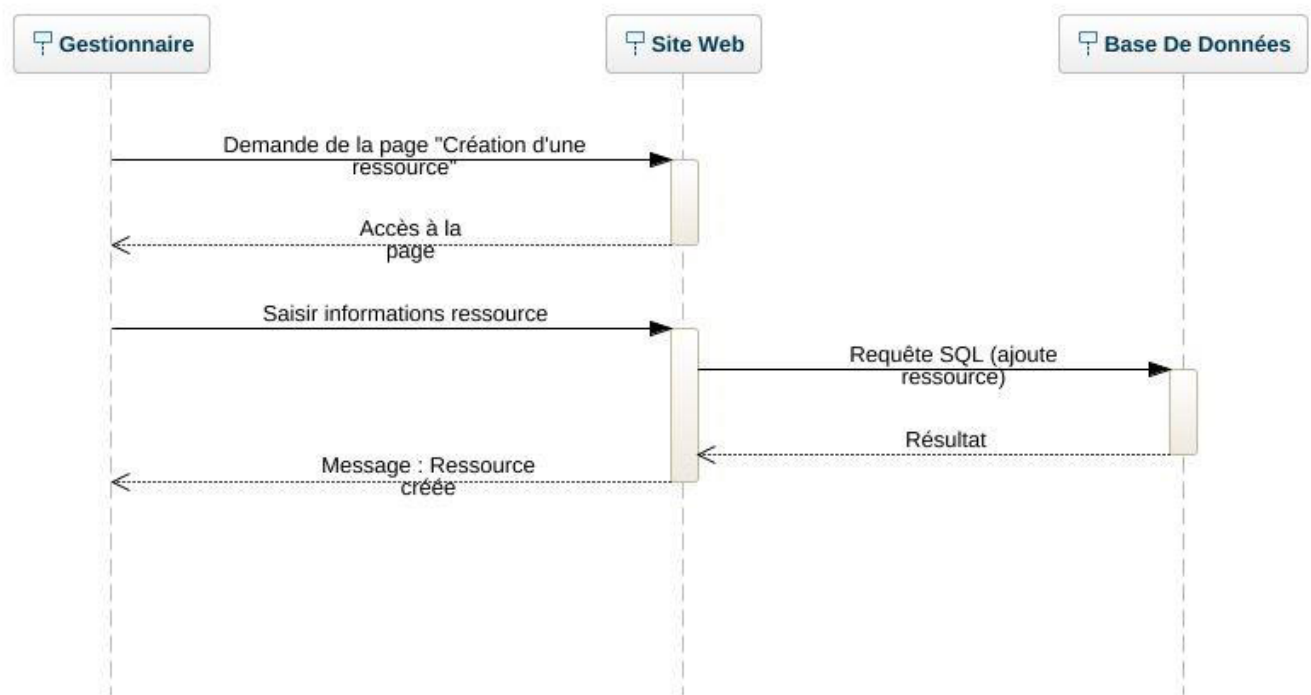 Gestionnaire
Site Web
Base De Données
Demande de la page "Création d'une
ressource"
Accès à la
page
Saisir informations ressource
Requête SQL (ajoute
ressource)
Résultat
Message : Ressource
créée